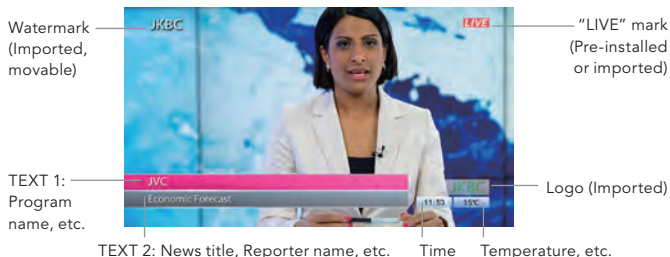 Watermark
(Imported,
movable)
JKBC
LIVE
“LIVE” mark
(Pre-installed
or imported)
TEXT 1:
Program
name, etc.
JVC
Economic Forecast
JKBC
11:53
15℃
Logo (Imported)
TEXT 2: News title, Reporter name, etc.
Time
Temperature, etc.